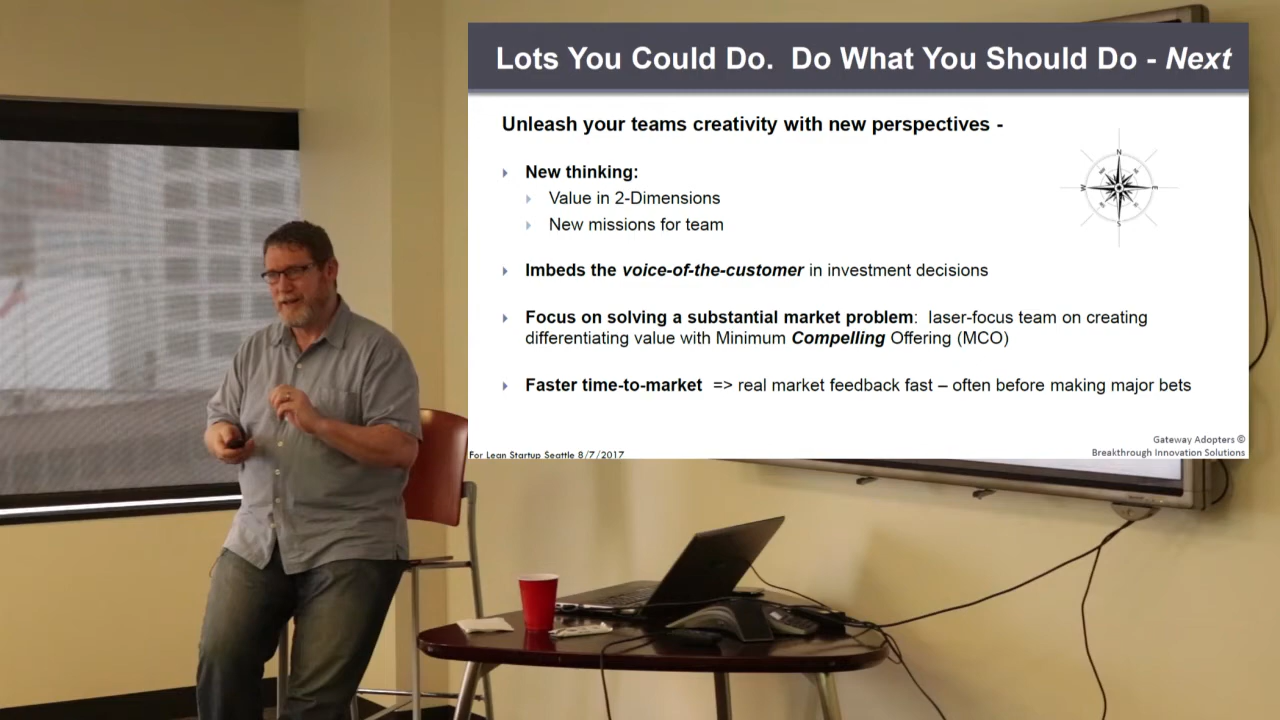 Lots You Could Do.  Do What You Should Do - Next
Unleash your teams creativity with new perspectives -
New thinking:
Value in 2-Dimensions
New missions for team
Imbeds the voice-of-the-customer in investment decisions
Focus on solving a substantial market problem:  laser-focus team on creating
differentiating value with Minimum Compelling Offering (MCO)
Faster time-to-market  => real market feedback fast – often before making major bets
N
W
E
S
Gateway Adopters ©
Breakthrough Innovation Solutions
For Lean Startup Seattle 8/7/2017